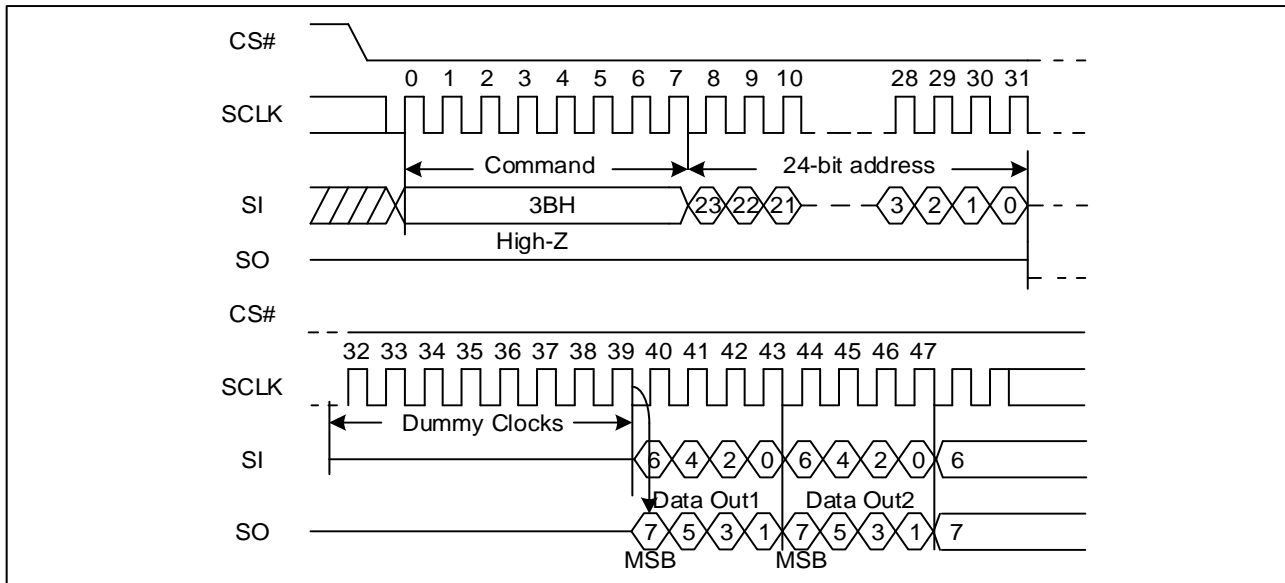 CS#
0 1 2 3 4 5 6 7 8 9 10 28 29 30 31
SCLK
Command 24-bit address
SI 3BH 23 22 21 3 2 1 0
High-Z
SO
CS#
32 33 34 35 36 37 38 39 40 41 42 43 44 45 46 47
SCLK
Dummy Clocks
SI 6 4 2 0 6 4 2 0 6
Data Out1 Data Out2
SO 7 5 3 1 7 5 3 1 7
MSB MSB